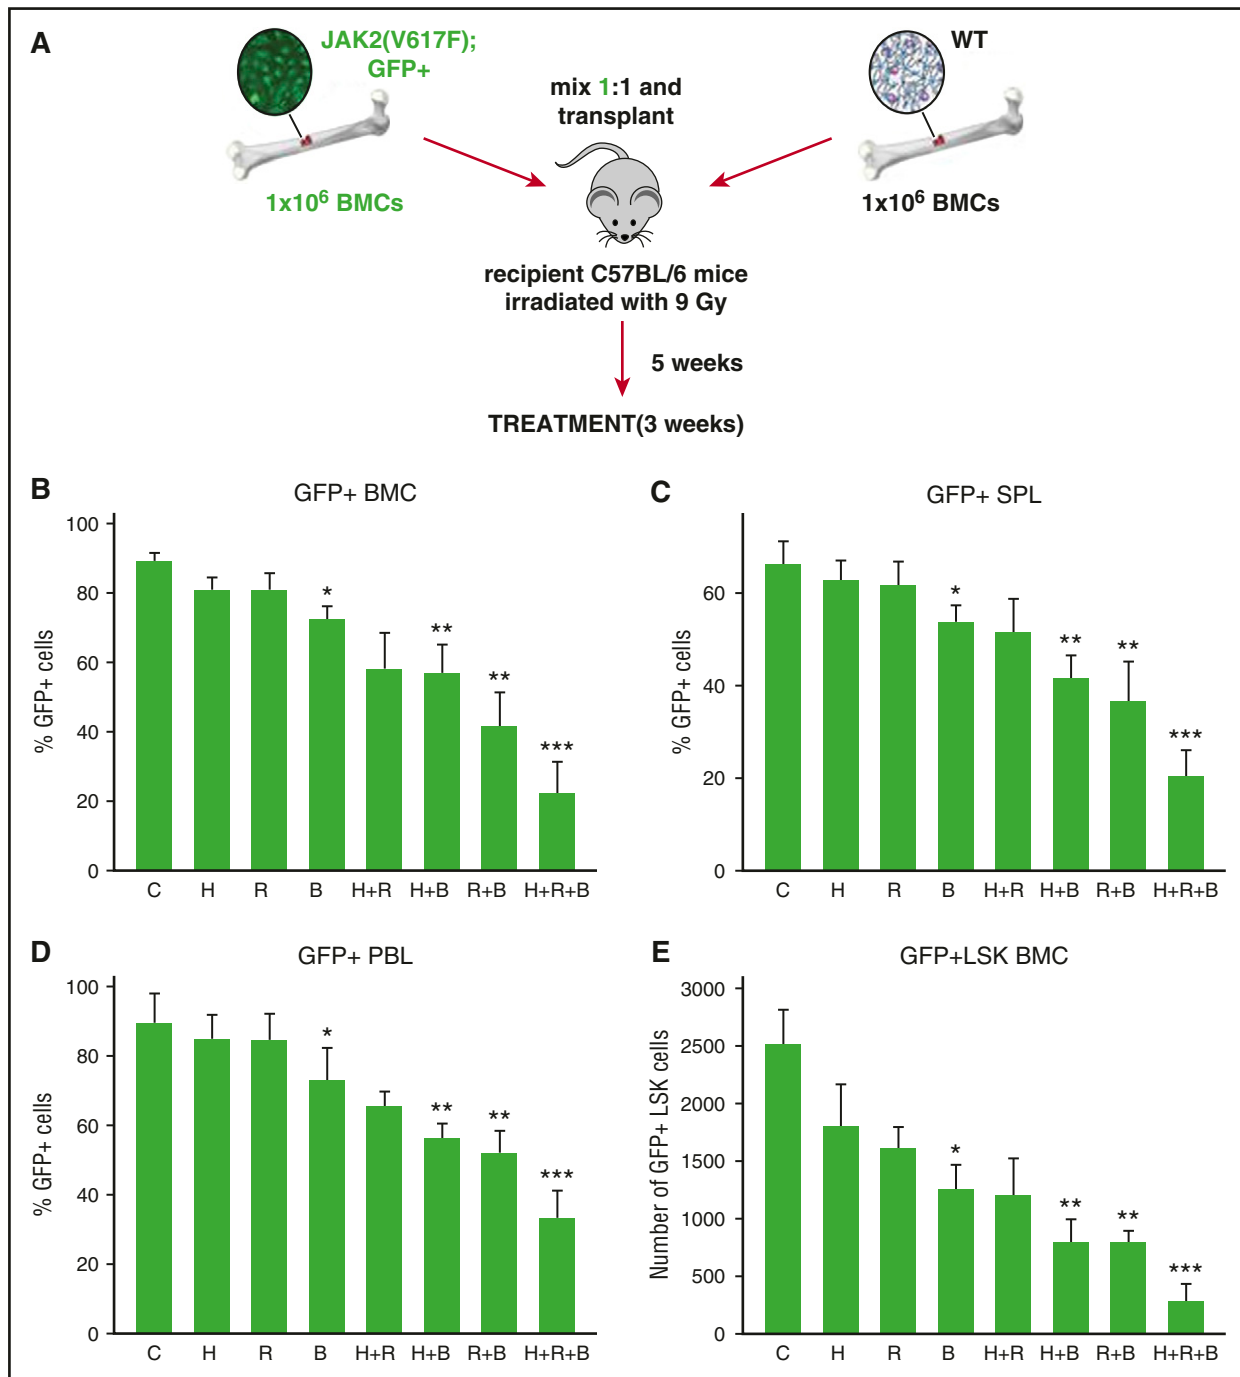 A
JAK2(V617F);
GFP+
WT
mix 1:1 and
transplant
1x10⁶ BMCs
1x10⁶ BMCs
recipient C57BL/6 mice
irradiated with 9 Gy
5 weeks
TREATMENT(3 weeks)
B
GFP+ BMC
% GFP+ cells
100
80
60
40
20
0
*
**
**
***
C H R B H+R H+B R+B H+R+B
C
GFP+ SPL
% GFP+ cells
60
40
20
0
*
**
**
***
C H R B H+R H+B R+B H+R+B
D
GFP+ PBL
% GFP+ cells
100
80
60
40
20
0
*
**
**
***
C H R B H+R H+B R+B H+R+B
E
GFP+LSK BMC
Number of GFP+ LSK cells
3000
2500
2000
1500
1000
500
0
*
**
**
***
C H R B H+R H+B R+B H+R+B